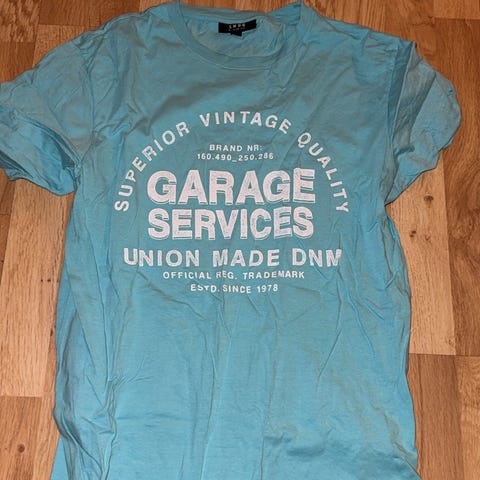 SUPERIOR VINTAGE QUALITY
BRAND NR:
160.490_250.286
GARAGE
SERVICES
UNION MADE DNM
OFFICIAL REG. TRADEMARK
ESTD. SINCE 1978